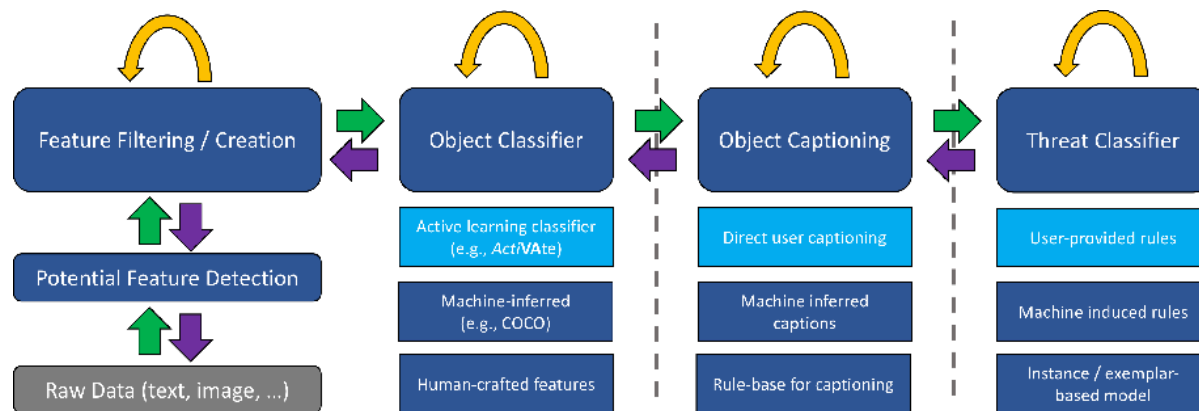 Feature Filtering / Creation
Object Classifier
Object Captioning
Threat Classifier
Potential Feature Detection
Raw Data (text, image, ...)
Active learning classifier
(e.g., ActiVAte)
Machine-inferred
(e.g., COCO)
Human-crafted features
Direct user captioning
Machine inferred
captions
Rule-base for captioning
User-provided rules
Machine induced rules
Instance / exemplar-
based model